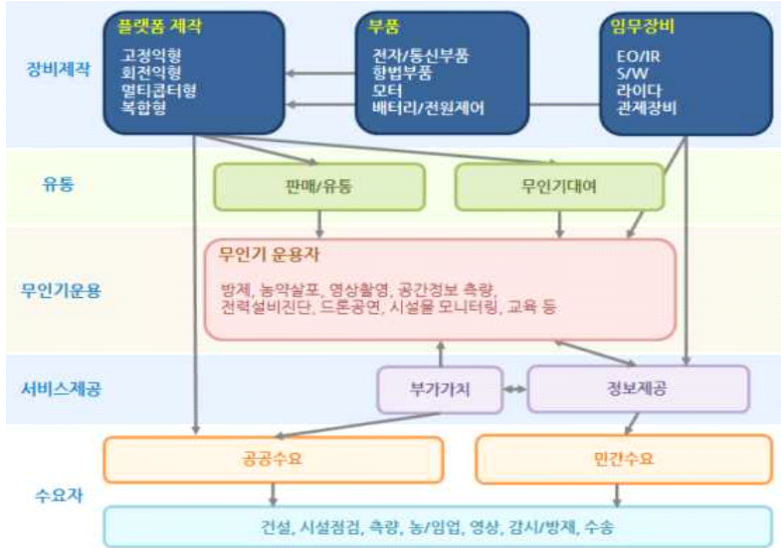 장비제작
플랫폼 제작
고정익형
회전익형
멀티콥터형
복합형
부품
전자/통신부품
항법부품
모터
배터리/전원제어
임무장비
EO/IR
S/W
라이다
관제장비
유통
판매/유통
무인기대여
무인기운용
무인기 운용자
방제, 농약살포, 영상촬영, 공간정보 측량,
전력설비진단, 드론공연, 시설물 모니터링, 교육 등
서비스제공
부가가치
정보제공
수요자
공공수요
민간수요
건설, 시설점검, 측량, 농/임업, 영상, 감시/방재, 수송